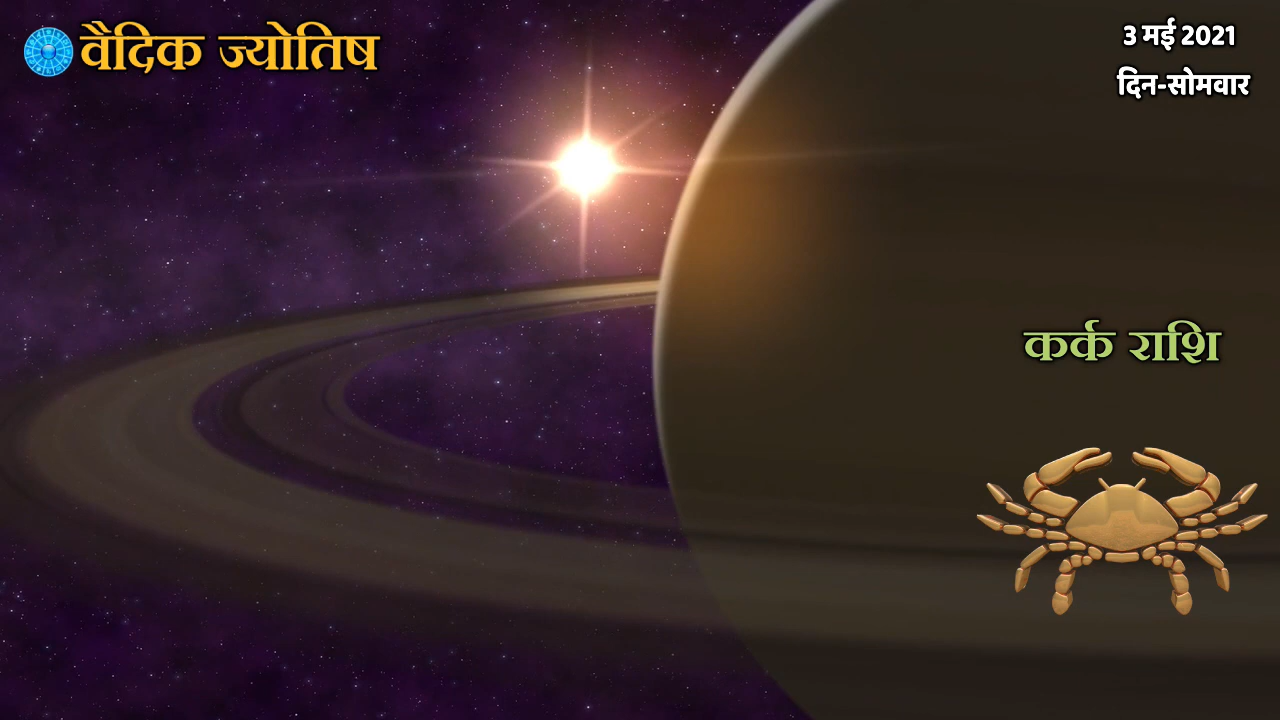 वैदिक ज्योतिष
3 मई 2021
दिन-सोमवार
कर्क राशि